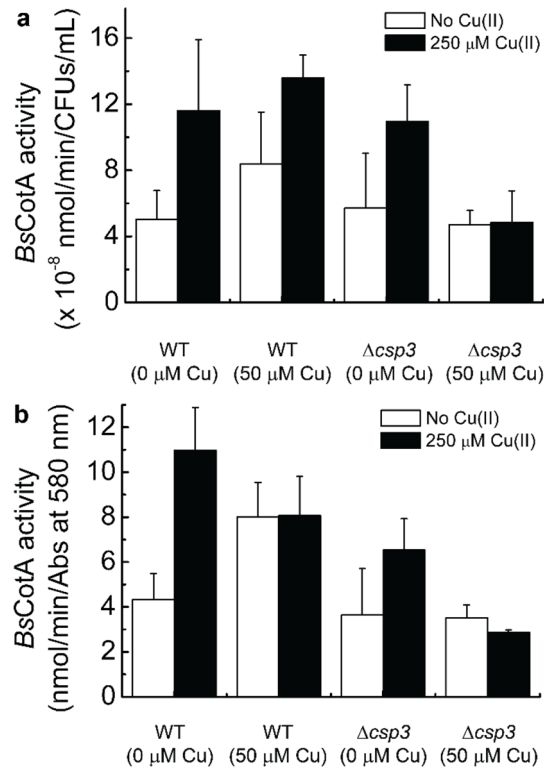 a
No Cu(II)
250 μM Cu(II)
16
12
8
4
0
BsCotA activity
(x 10-8 nmol/min/CFUs/mL)
WT WT Δcsp3 Δcsp3
(0 μM Cu) (50 μM Cu) (0 μM Cu) (50 μM Cu)
b
No Cu(II)
250 μM Cu(II)
12
10
8
6
4
2
0
BsCotA activity
(nmol/min/Abs at 580 nm)
WT WT Δcsp3 Δcsp3
(0 μM Cu) (50 μM Cu) (0 μM Cu) (50 μM Cu)